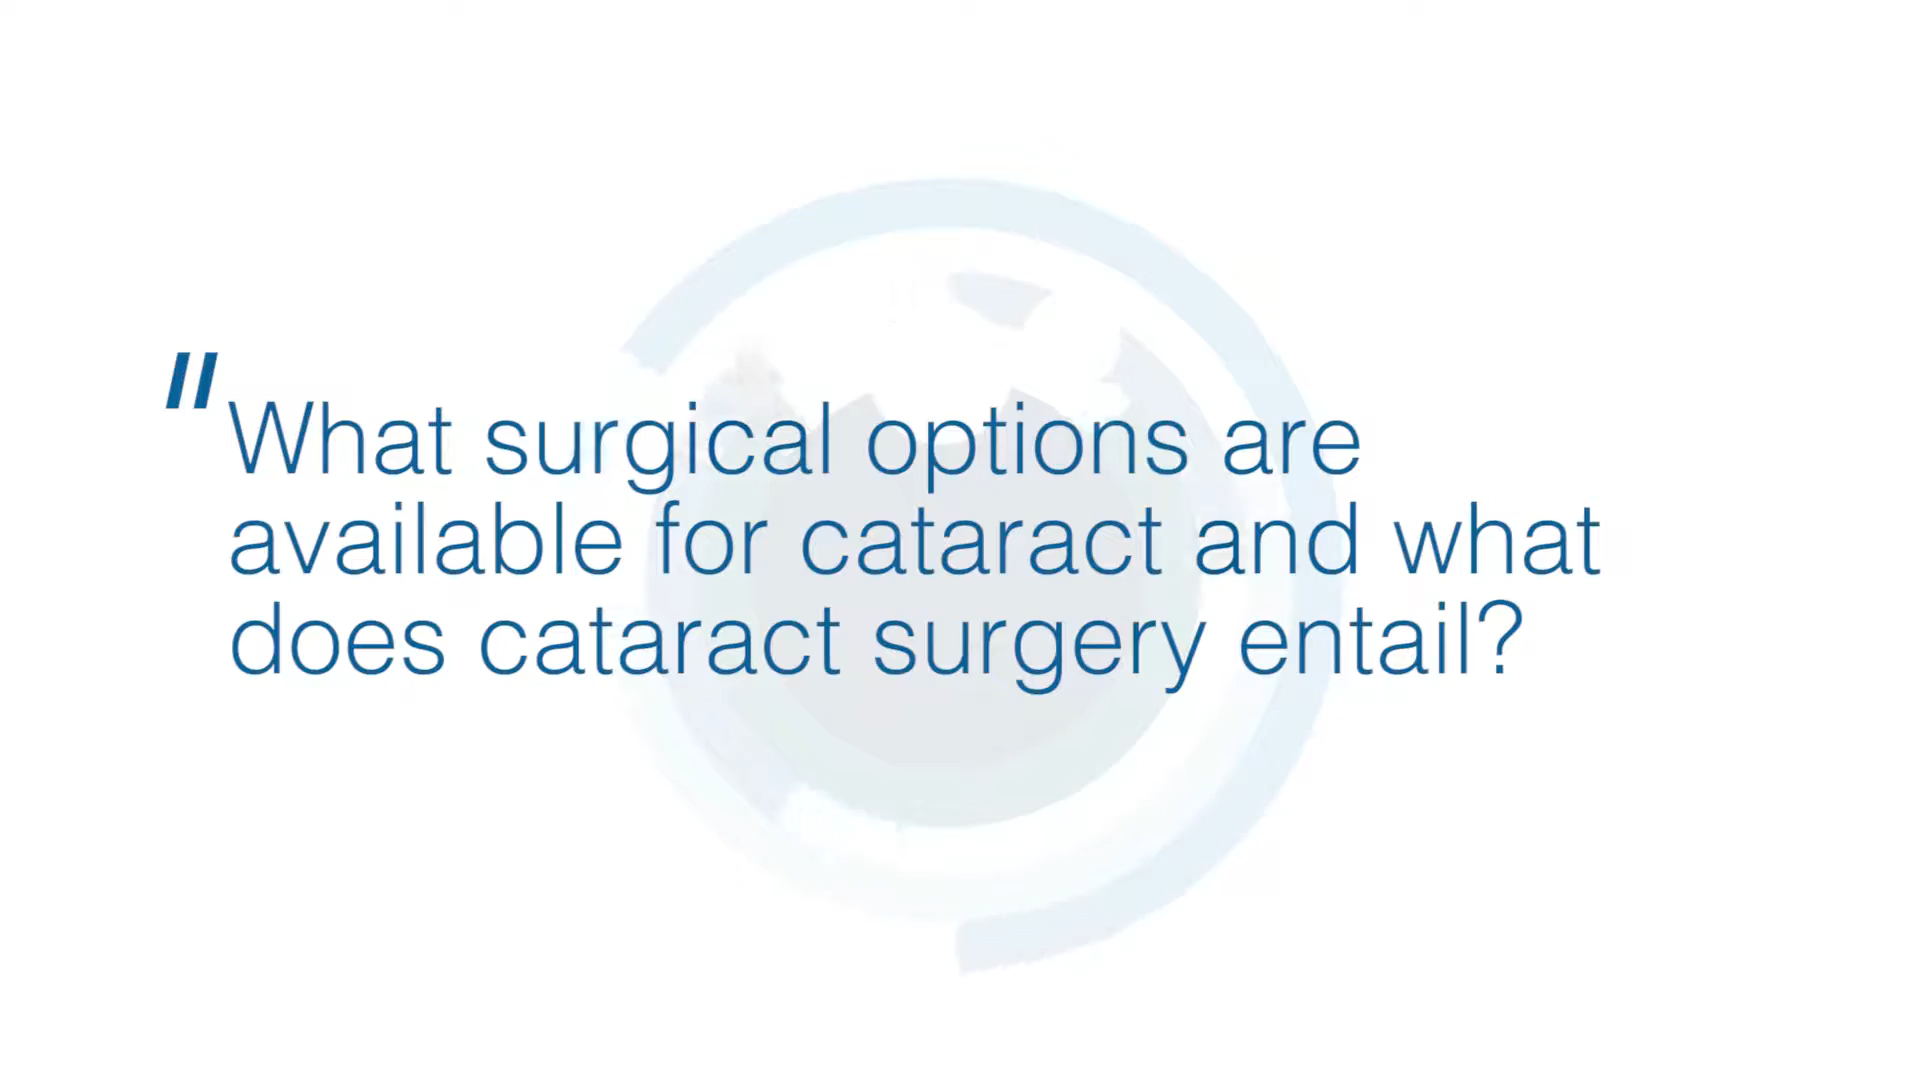 "What surgical options are
available for cataract and what
does cataract surgery entail?